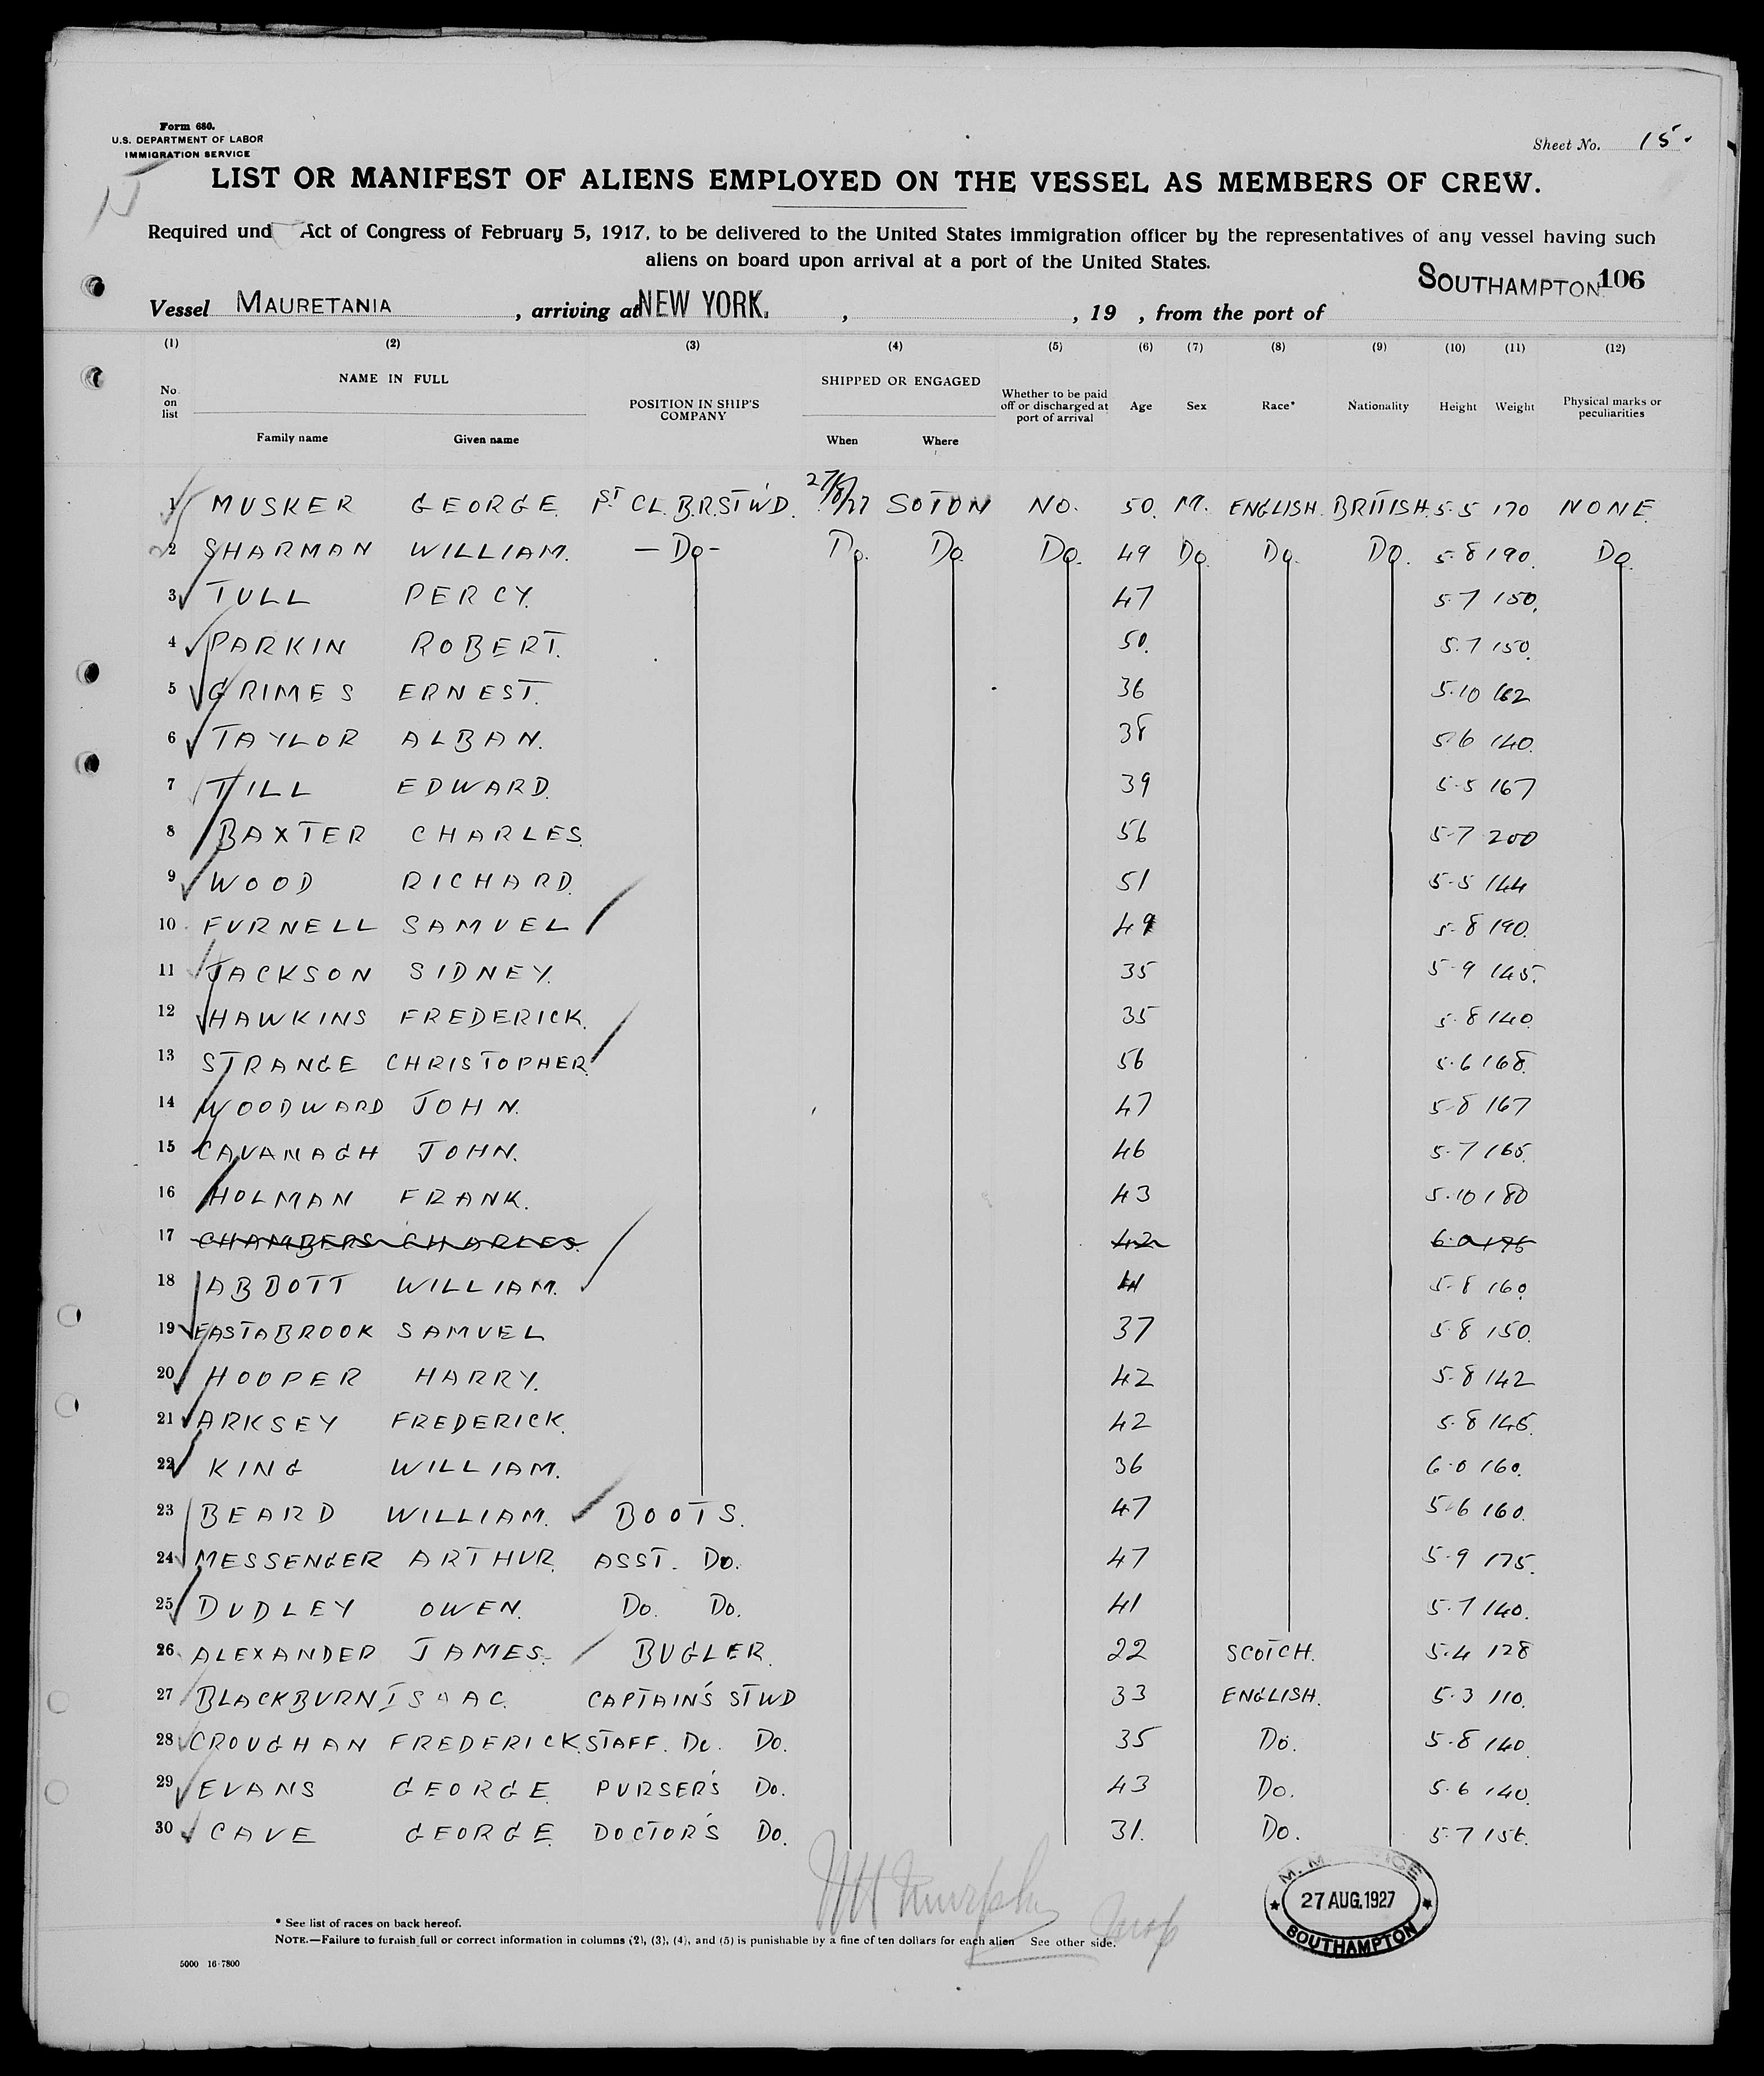 Form 680.
U.S. DEPARTMENT OF LABOR
IMMIGRATION SERVICE
Sheet No. 15.
LIST OR MANIFEST OF ALIENS EMPLOYED ON THE VESSEL AS MEMBERS OF CREW.
Required und Act of Congress of February 5, 1917, to be delivered to the United States immigration officer by the representatives of any vessel having such
aliens on board upon arrival at a port of the United States.
Vessel MAURETANIA, arriving at NEW YORK., , 19 , from the port of SOUTHAMPTON 106
(1) (2) (3) (4) (5) (6) (7) (8) (9) (10) (11) (12)
No. on list NAME IN FULL POSITION IN SHIP'S COMPANY SHIPPED OR ENGAGED Whether to be paid off or discharged at port of arrival Age Sex Race* Nationality Height Weight Physical marks or peculiarities
Family name Given name When Where
1 MUSKER GEORGE. 1ST CL. B.R. STWD. 27/8/27 SOTON NO. 50. M. ENGLISH. BRITISH. 5.5 170 NONE.
2 SHARMAN WILLIAM. — DO — DO. DO. DO. 49 DO. DO. DO. 5.8 190. DO.
3 TULL PERCY. 47 5.7 150.
4 PARKIN ROBERT. 50. 5.7 150.
5 GRIMES ERNEST. 36 5.10 162
6 TAYLOR ALBAN. 38 5.6 140.
7 TILL EDWARD. 39 5.5 167
8 BAXTER CHARLES. 56 5.7 200
9 WOOD RICHARD. 51 5.5 144
10 FURNELL SAMUEL 49 5.8 190.
11 JACKSON SIDNEY. 35 5.9 145.
12 HAWKINS FREDERICK. 35 5.8 140.
13 STRANGE CHRISTOPHER. 56 5.6 168.
14 WOODWARD JOHN. 47 5.8 167
15 CAVANAGH JOHN. 46 5.7 165.
16 HOLMAN FRANK. 43 5.10 180
17 CHAMBERS CHARLES. 42 6.0
18 ABBOTT WILLIAM. 41 5.8 160.
19 EASTABROOK SAMUEL 37 5.8 150.
20 HOOPER HARRY. 42 5.8 142
21 ARKSEY FREDERICK. 42 5.8 145.
22 KING WILLIAM. 36 6.0 160.
23 BEARD WILLIAM. BOOTS. 47 5.6 160.
24 MESSENGER ARTHUR. ASST. DO. 47 5.9 175.
25 DUDLEY OWEN. DO. DO. 41 5.7 140.
26 ALEXANDER JAMES. BUGLER. 22 SCOTCH. 5.4 128
27 BLACKBURN ISAAC. CAPTAIN'S STWD 33 ENGLISH. 5.3 110.
28 CROUGHAN FREDERICK. STAFF. DO. DO. 35 DO. 5.8 140.
29 EVANS GEORGE. PURSER'S DO. 43 DO. 5.6 140.
30 CAVE GEORGE. DOCTOR'S DO. 31. DO. 5.7 156.
27 AUG. 1927
SOUTHAMPTON
* See list of races on back hereof.
NOTE.—Failure to furnish full or correct information in columns (2), (3), (4), and (5) is punishable by a fine of ten dollars for each alien. See other side.
5000 16-7800